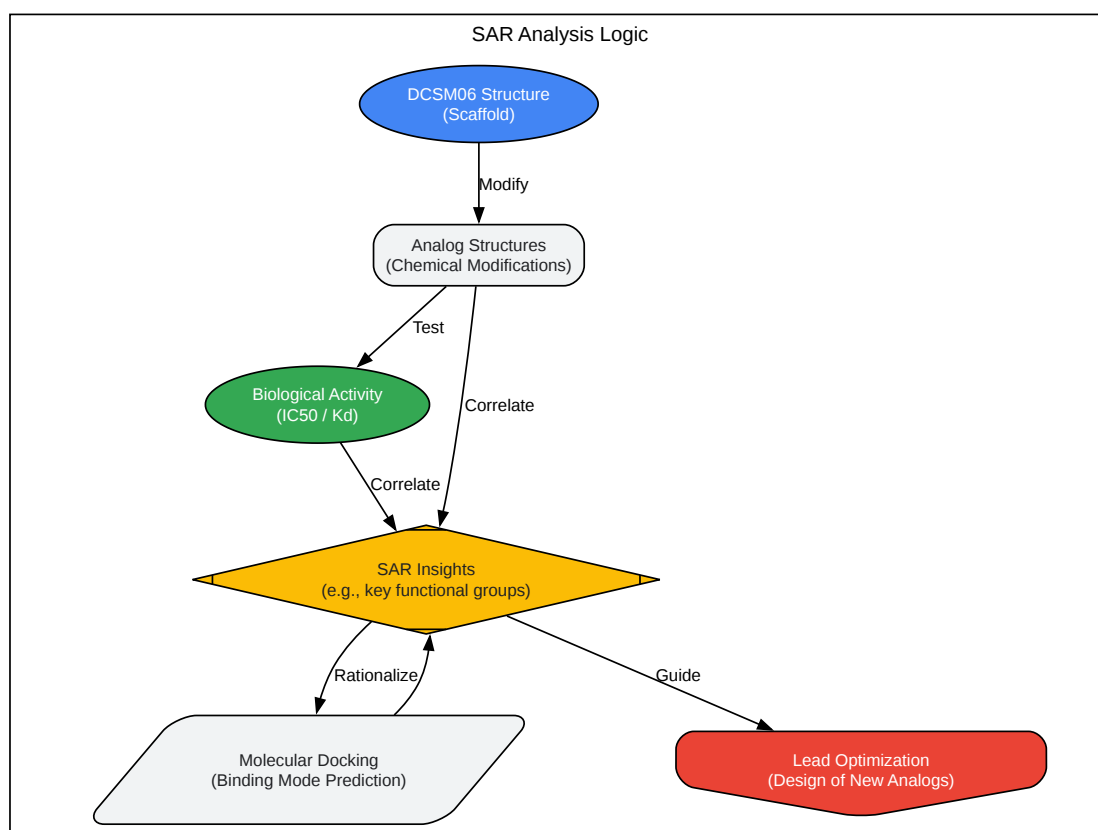 SAR Analysis Logic
DCSM06 Structure
(Scaffold)
Modify
Analog Structures
(Chemical Modifications)
Test
Biological Activity
(IC50 / Kd)
Correlate
Correlate
SAR Insights
(e.g., key functional groups)
Rationalize
Guide
Molecular Docking
(Binding Mode Prediction)
Lead Optimization
(Design of New Analogs)